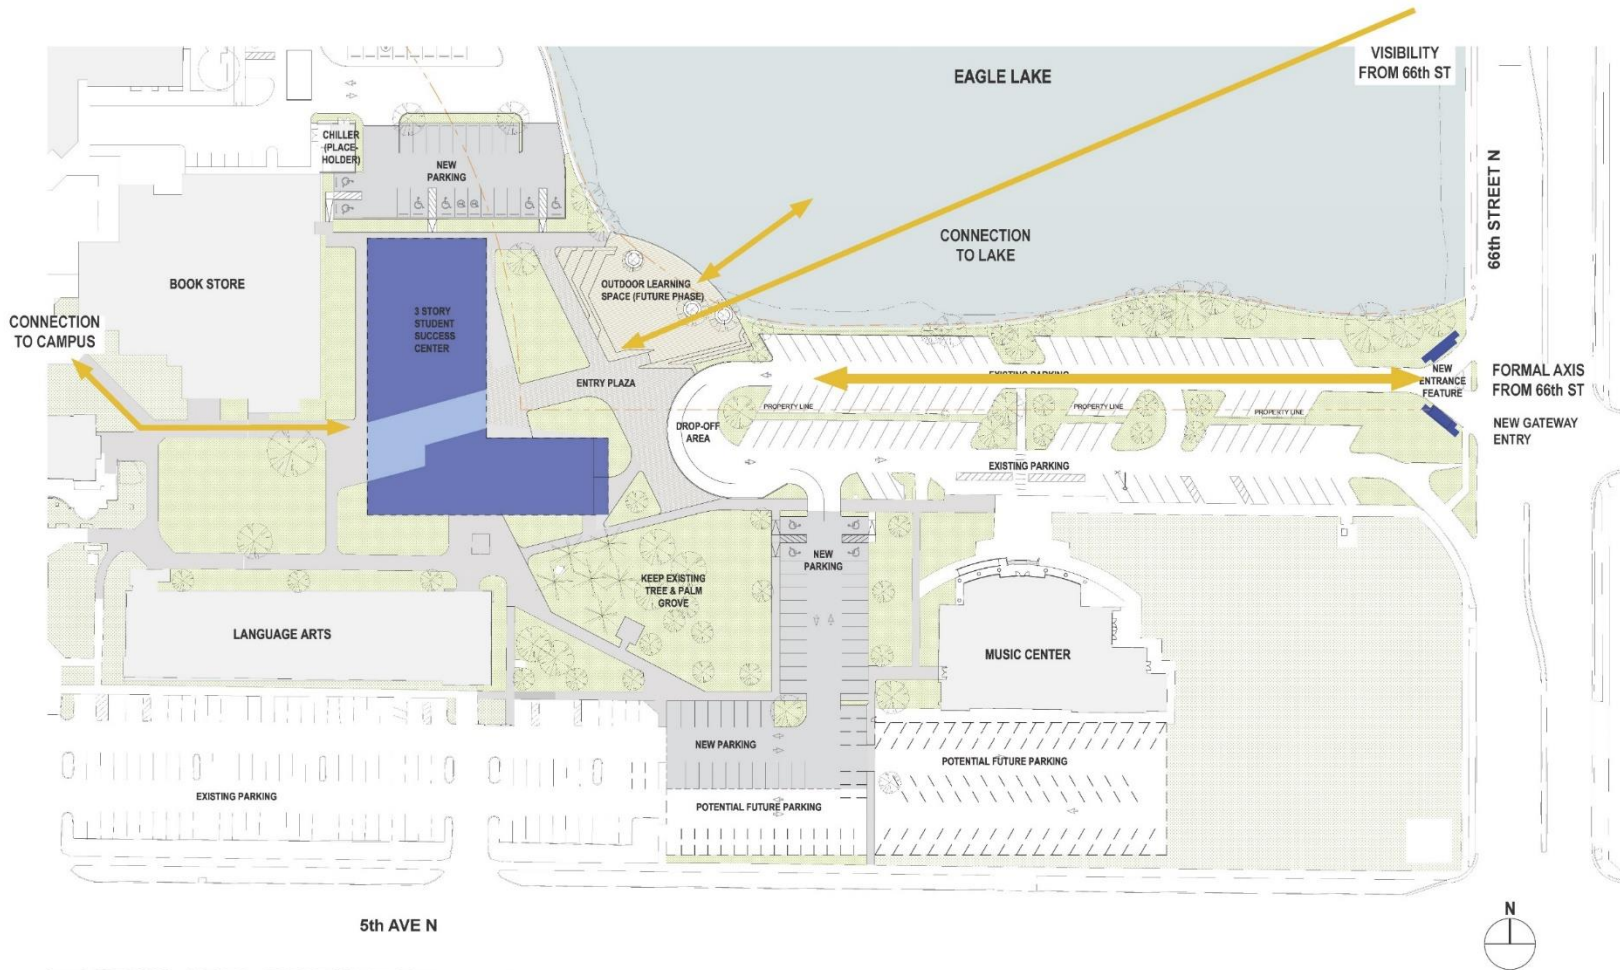 VISIBILITY
FROM 66th ST
EAGLE LAKE
CHILLER
(PLACE-
HOLDER)
NEW
PARKING
66th STREET N
CONNECTION
TO LAKE
BOOK STORE
OUTDOOR LEARNING
SPACE (FUTURE PHASE)
3 STORY
STUDENT
SUCCESS
CENTER
CONNECTION
TO CAMPUS
ENTRY PLAZA
EXISTING PARKING
NEW
ENTRANCE
FEATURE
FORMAL AXIS
FROM 66th ST
PROPERTY LINE
PROPERTY LINE
PROPERTY LINE
NEW GATEWAY
ENTRY
DROP-OFF
AREA
EXISTING PARKING
NEW
PARKING
KEEP EXISTING
TREE & PALM
GROVE
LANGUAGE ARTS
MUSIC CENTER
NEW PARKING
POTENTIAL FUTURE PARKING
EXISTING PARKING
POTENTIAL FUTURE PARKING
5th AVE N
N